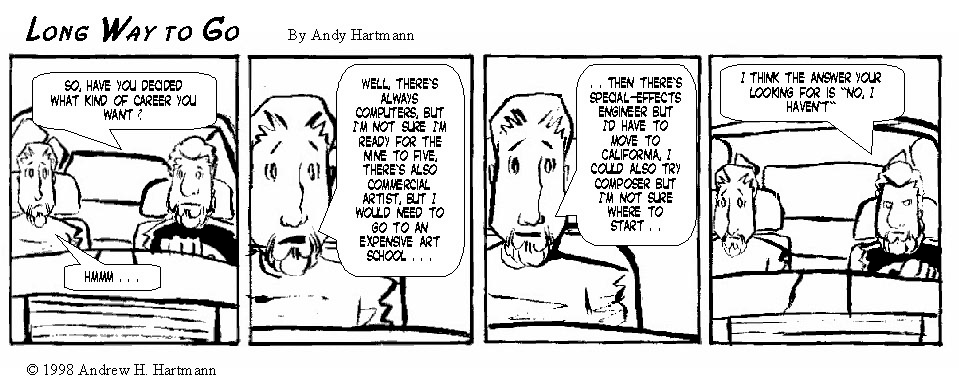 LONG WAY TO GO
By Andy Hartmann
SO, HAVE YOU DECIDED
WHAT KIND OF CAREER YOU
WANT ?
HMMM . . .
WELL, THERE'S
ALWAYS
COMPUTERS, BUT
I'M NOT SURE I'M
READY FOR THE
NINE TO FIVE,
THERE'S ALSO
COMMERCIAL
ARTIST, BUT I
WOULD NEED TO
GO TO AN
EXPENSIVE ART
SCHOOL . . .
. . THEN THERE'S
SPECIAL-EFFECTS
ENGINEER BUT
I'D HAVE TO
MOVE TO
CALIFORNIA, I
COULD ALSO TRY
COMPOSER BUT
I'M NOT SURE
WHERE TO
START . .
I THINK THE ANSWER YOUR
LOOKING FOR IS "NO, I
HAVEN'T"
© 1998 Andrew H. Hartmann